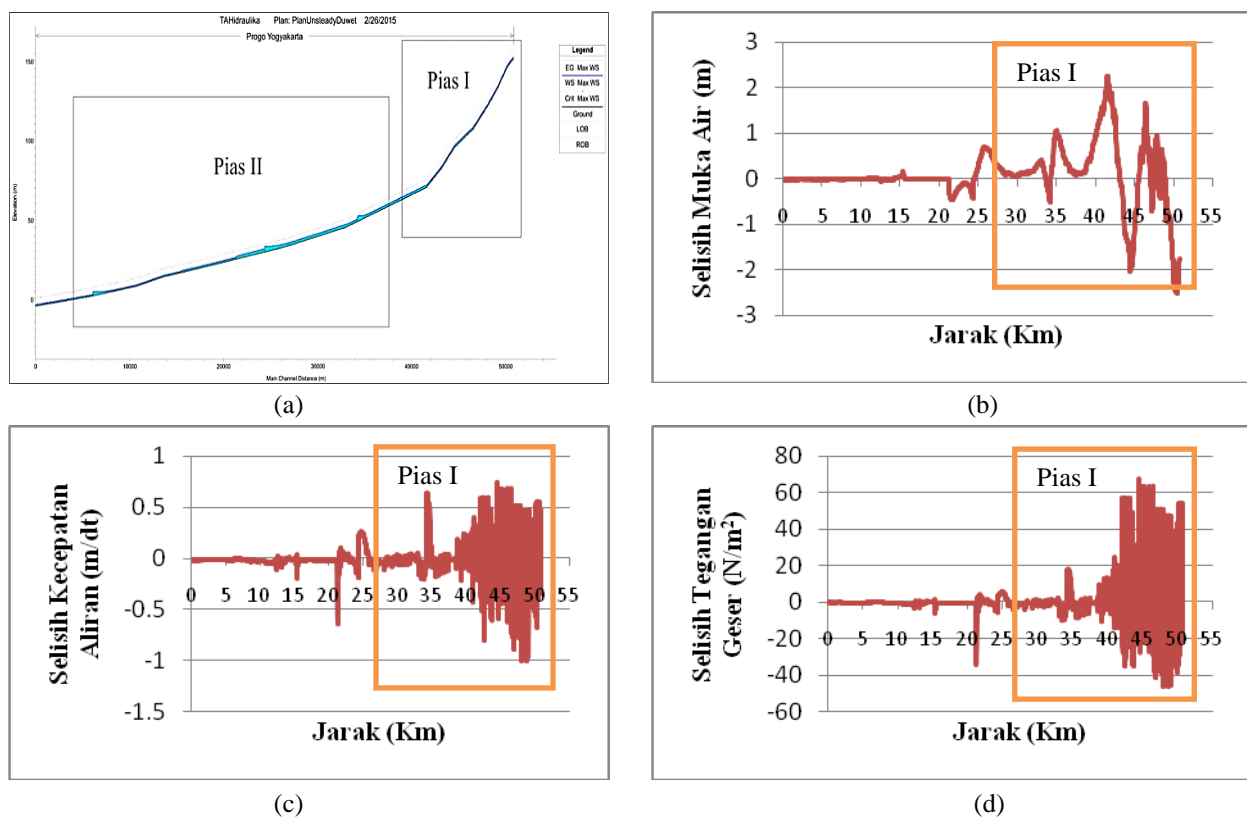 TAHidraulika Plan: PlanUnsteadyDuwet 2/26/2015
Progo Yogyakarta
Legend
EG Max WS
WS Max WS
Crit Max WS
Ground
LOB
ROB
Pias I
Pias II
150
100
50
0
Elevation (m)
0 10000 20000 30000 40000 50000
Main Channel Distance (m)
(a)
3
2
1
0
-1
-2
-3
Pias I
Selisih Muka Air (m)
0 5 10 15 20 25 30 35 40 45 50 55
Jarak (Km)
(b)
1
0.5
0
-0.5
-1
-1.5
Pias I
Selisih Kecepatan
Aliran (m/dt)
0 5 10 15 20 25 30 35 40 45 50 55
Jarak (Km)
(c)
80
60
40
20
0
-20
-40
-60
Pias I
Selisih Tegangan
Geser (N/m²)
0 5 10 15 20 25 30 35 40 45 50 55
Jarak (Km)
(d)